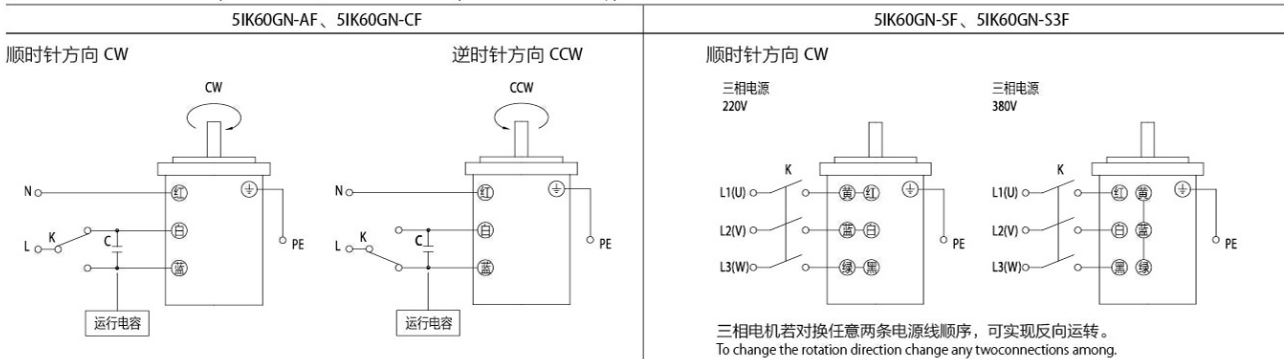 5IK60GN-AF、5IK60GN-CF
顺时针方向 CW
逆时针方向 CCW
CW
N
红
白
L
K
C
蓝
PE
运行电容
CCW
N
红
白
L
K
C
蓝
PE
运行电容
5IK60GN-SF、5IK60GN-S3F
顺时针方向 CW
三相电源
220V
K
L1(U)
黄 红
L2(V)
蓝 白
L3(W)
绿 黑
PE
三相电源
380V
K
L1(U)
红 黄
L2(V)
白 蓝
L3(W)
黑 绿
PE
三相电机若对换任意两条电源线顺序，可实现反向运转。
To change the rotation direction change any twoconnections among.